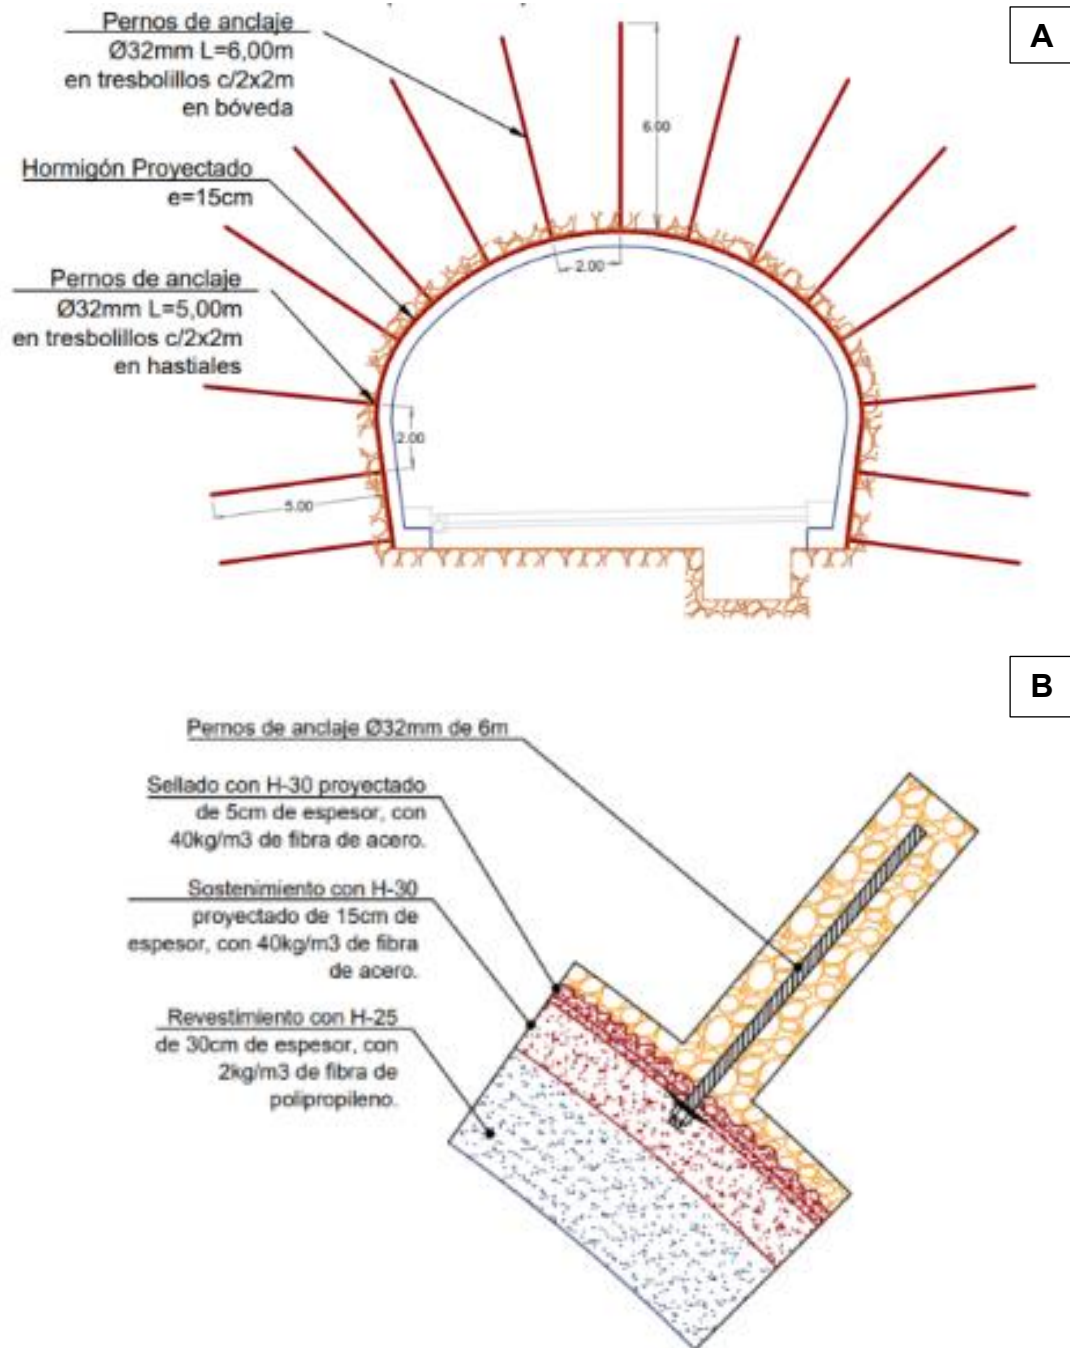 A
Pernos de anclaje
Ø32mm L=6,00m
en tresbolillos c/2x2m
en bóveda
6.00
Hormigón Proyectado
e=15cm
2.00
Pernos de anclaje
Ø32mm L=5,00m
en tresbolillos c/2x2m
en hastiales
2.00
5.00
B
Pernos de anclaje Ø32mm de 6m
Sellado con H-30 proyectado
de 5cm de espesor, con
40kg/m3 de fibra de acero.
Sostenimiento con H-30
proyectado de 15cm de
espesor, con 40kg/m3 de fibra
de acero.
Revestimiento con H-25
de 30cm de espesor, con
2kg/m3 de fibra de
polipropileno.